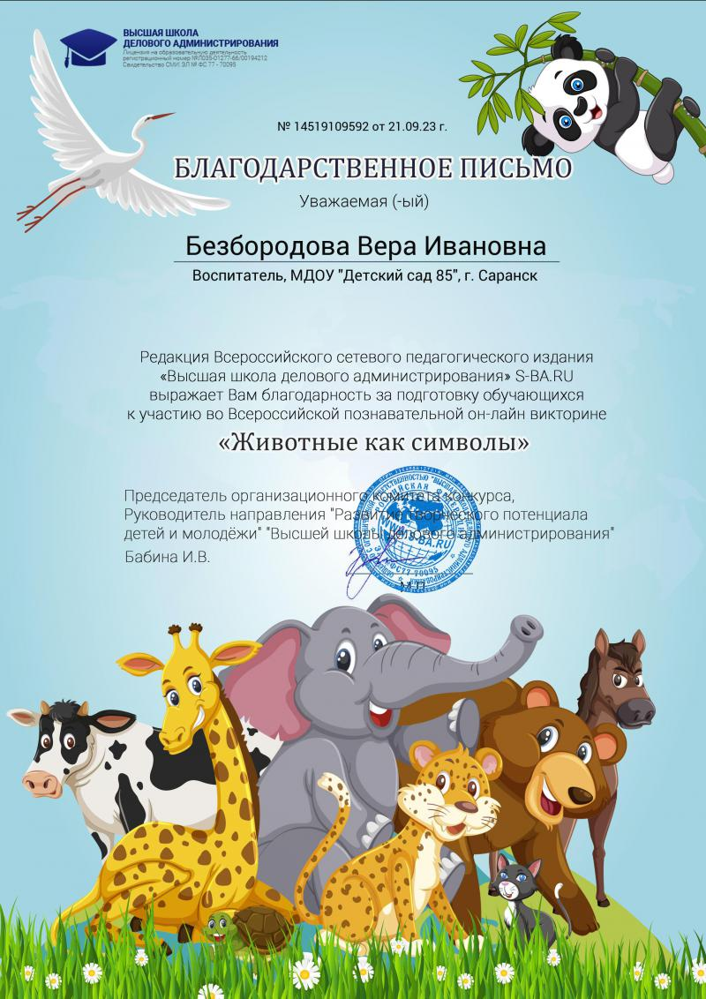 ВЫСШАЯ ШКОЛА
ДЕЛОВОГО АДМИНИСТРИРОВАНИЯ
Лицензия на образовательную деятельность
регистрационный номер №Л035-01277-66/00194212
Свидетельство СМИ: ЭЛ № ФС 77 - 70095
№ 14519109592 от 21.09.23 г.
БЛАГОДАРСТВЕННОЕ ПИСЬМО
Уважаемая (-ый)
Безбородова Вера Ивановна
Воспитатель, МДОУ "Детский сад 85", г. Саранск
Редакция Всероссийского сетевого педагогического издания
«Высшая школа делового администрирования» S-BA.RU
выражает Вам благодарность за подготовку обучающихся
к участию во Всероссийской познавательной он-лайн викторине
«Животные как символы»
Председатель организационного комитета конкурса,
Руководитель направления "Развитие творческого потенциала
детей и молодёжи" "Высшей школы делового администрирования"
Бабина И.В.
WWW.S-BA.RU
М.П.